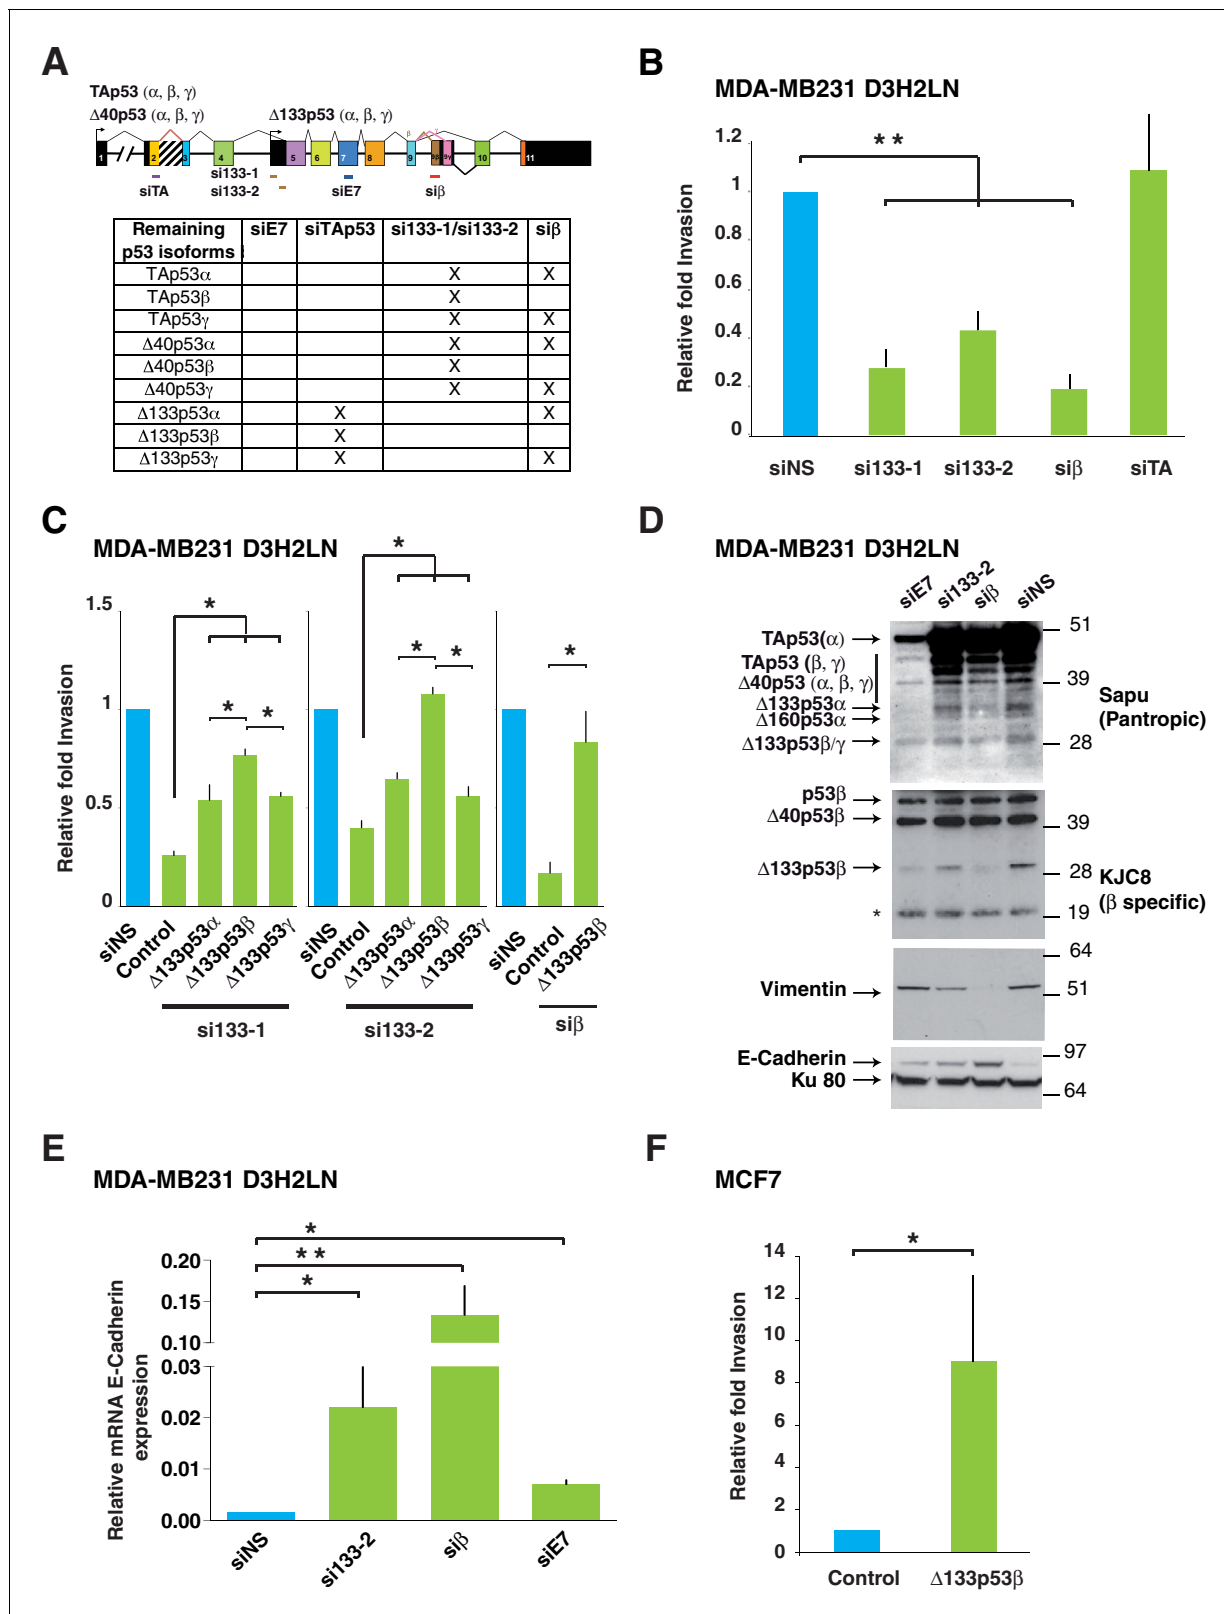 A
TAp53 (α, β, γ)
Δ40p53 (α, β, γ)
Δ133p53 (α, β, γ)
β γ
1 2 3 4 5 6 7 8 9 9β 9γ 10 11
siTA
si133-1
si133-2
siE7
siβ
Remaining p53 isoforms siE7 siTAp53 si133-1/si133-2 siβ
TAp53α X X
TAp53β X
TAp53γ X X
Δ40p53α X X
Δ40p53β X
Δ40p53γ X X
Δ133p53α X X
Δ133p53β X
Δ133p53γ X X
B
MDA-MB231 D3H2LN
Relative fold Invasion
1.2
1
0.8
0.6
0.4
0.2
0
* *
siNS si133-1 si133-2 siβ siTA
C
MDA-MB231 D3H2LN
Relative fold Invasion
1.5
1
0.5
0
* * *
* * *
*
siNS Control Δ133p53α Δ133p53β Δ133p53γ
si133-1
siNS Control Δ133p53α Δ133p53β Δ133p53γ
si133-2
siNS Control Δ133p53β
siβ
D
MDA-MB231 D3H2LN
siE7 si133-2 siβ siNS
TAp53(α)
TAp53 (β, γ)
Δ40p53 (α, β, γ)
Δ133p53α
Δ160p53α
Δ133p53β/γ
51
39
28
Sapu
(Pantropic)
p53β
Δ40p53β
Δ133p53β
*
39
28
19
KJC8
(β specific)
Vimentin
64
51
E-Cadherin
Ku 80
97
64
E
MDA-MB231 D3H2LN
Relative mRNA E-Cadherin
expression
0.20
0.15
0.10
0.03
0.02
0.01
0.00
*
* *
*
siNS si133-2 siβ siE7
F
MCF7
Relative fold Invasion
14
12
10
8
6
4
2
0
*
Control Δ133p53β